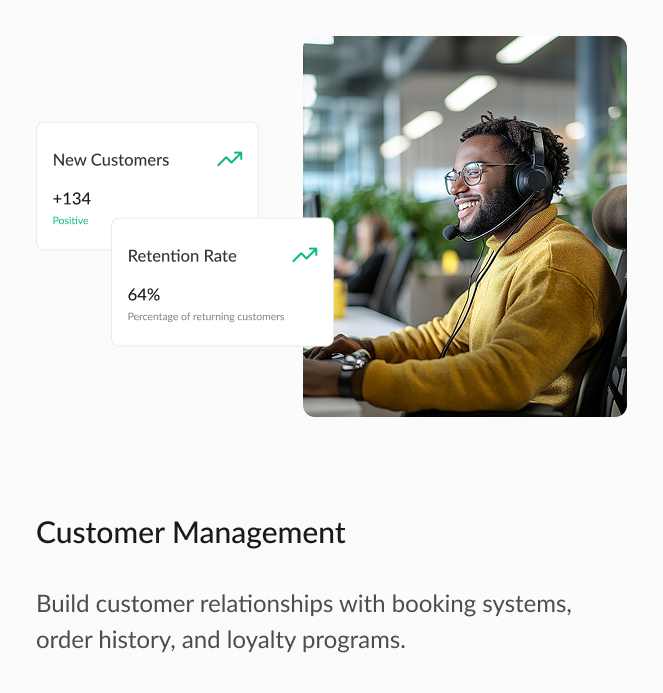 New Customers
+134
Positive
Retention Rate
64%
Percentage of returning customers
Customer Management
Build customer relationships with booking systems,
order history, and loyalty programs.